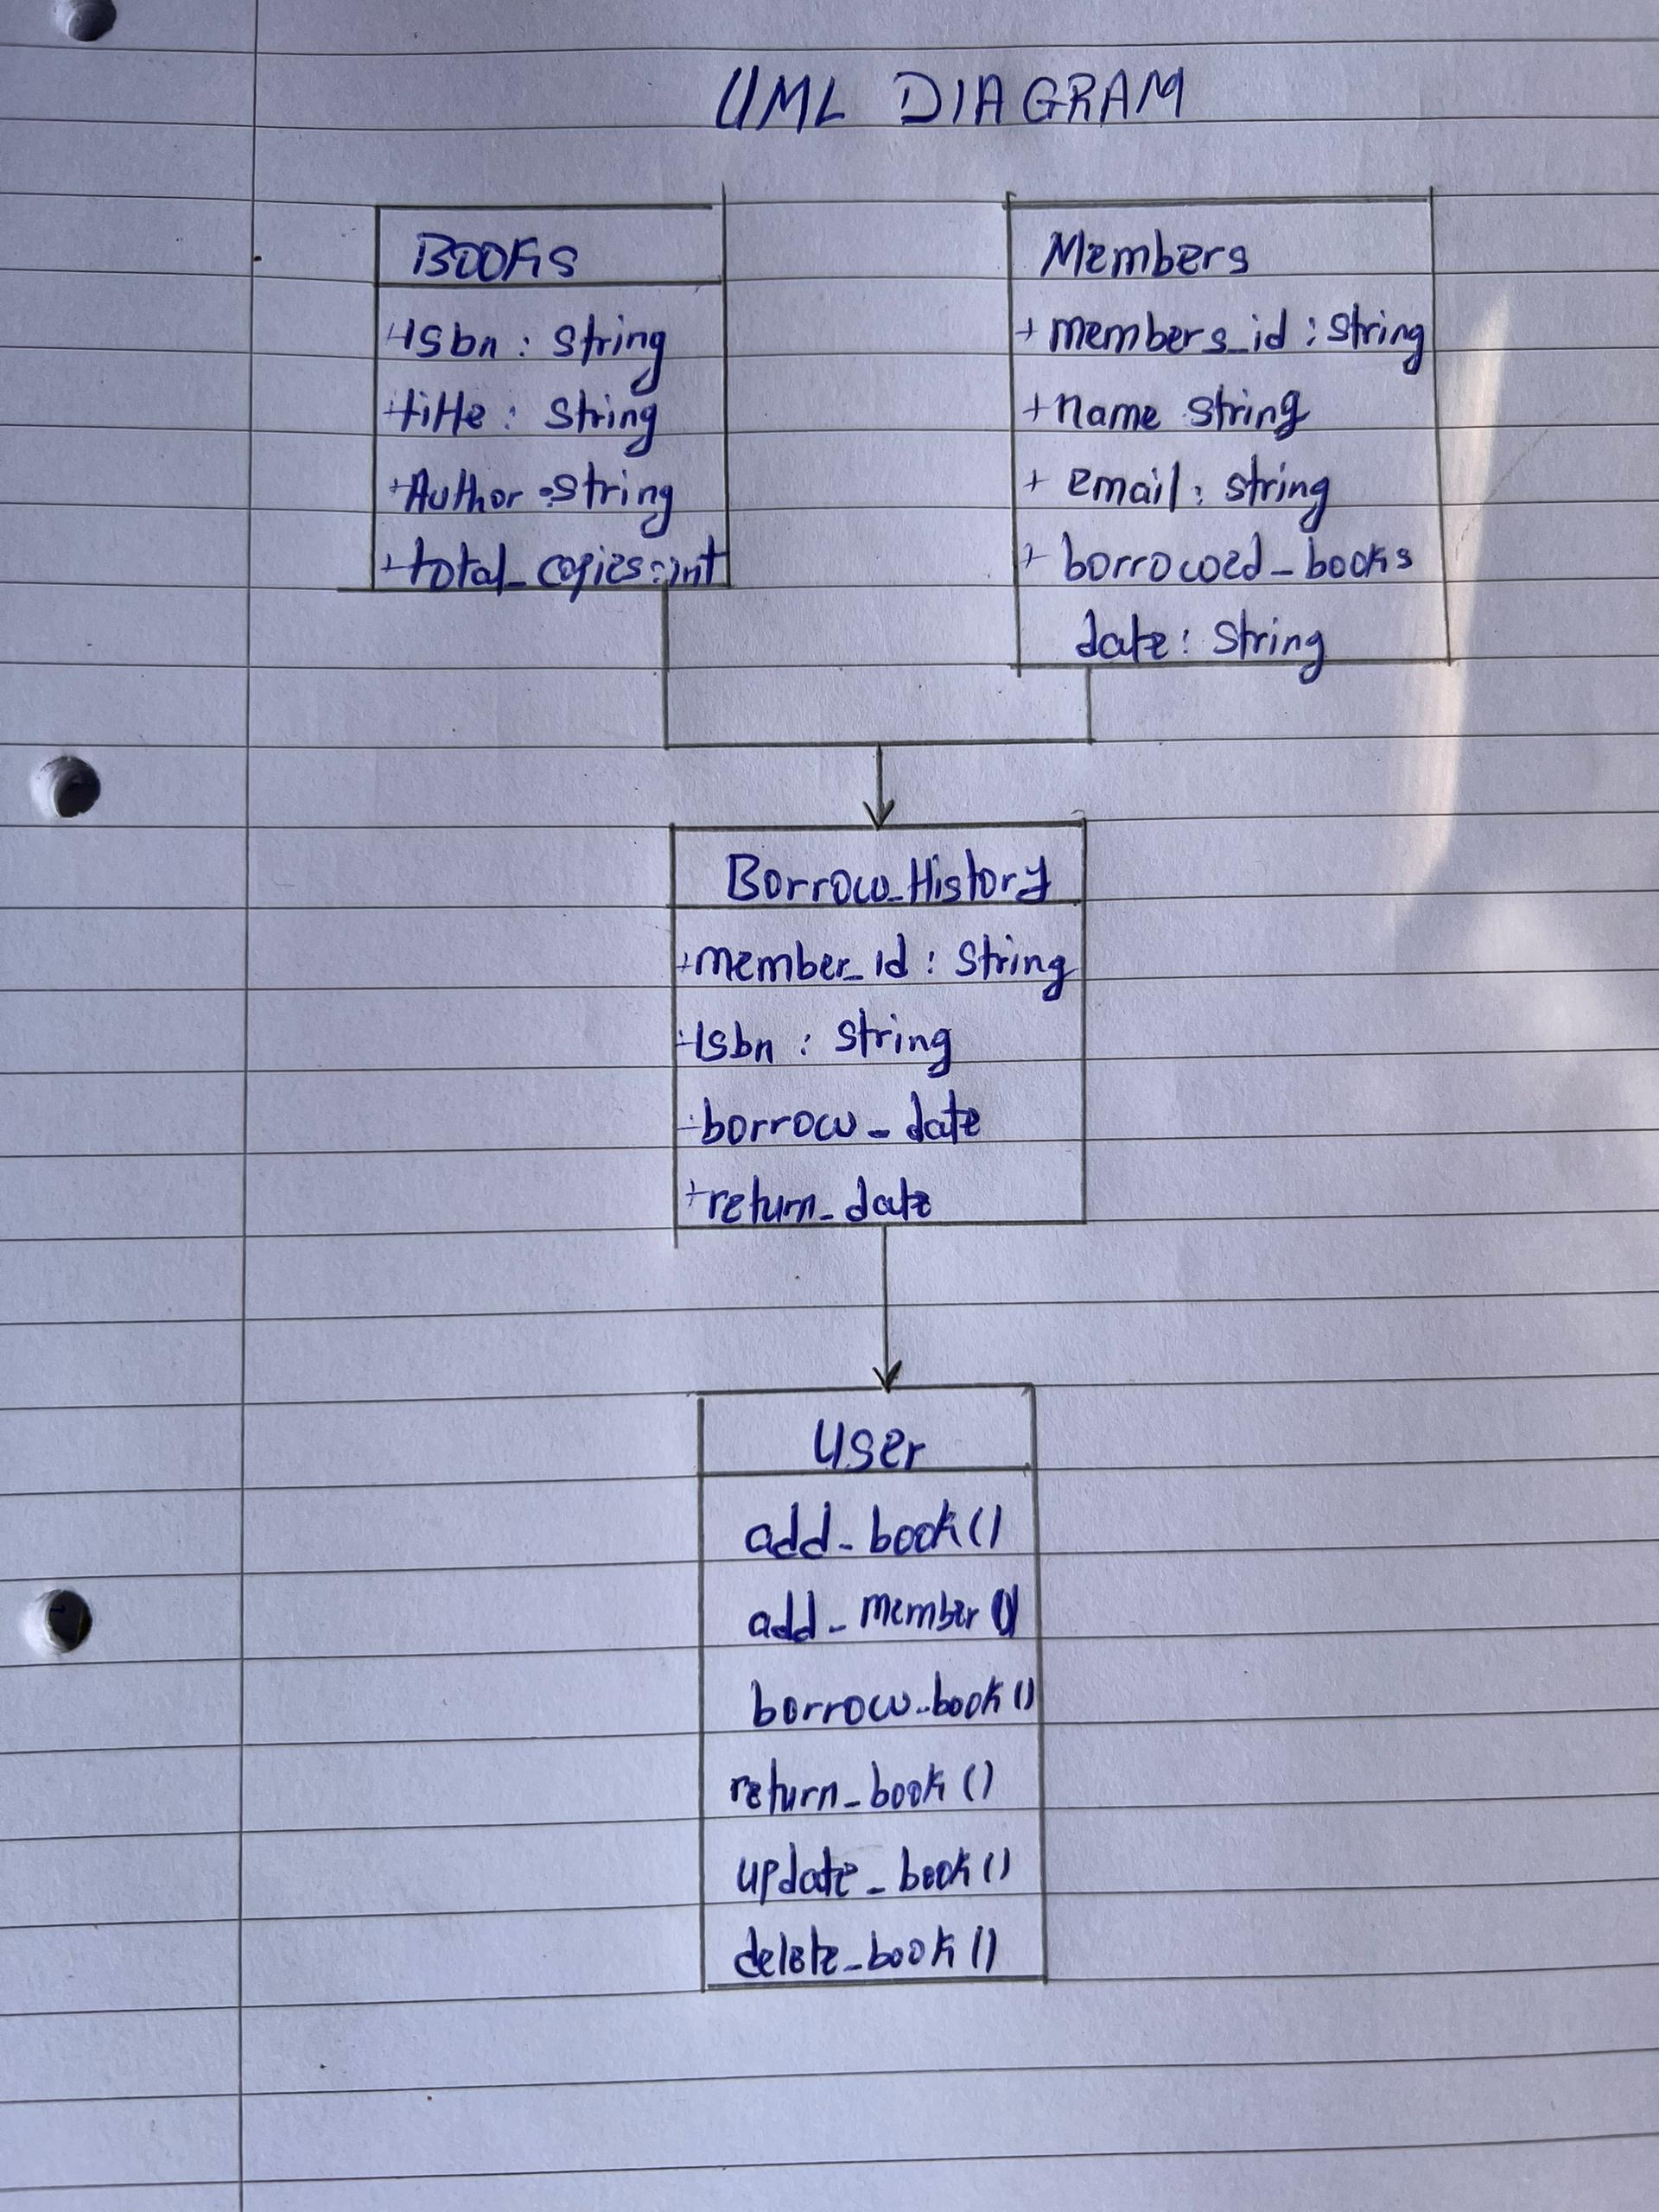 UML DIAGRAM
Books
+Isbn : String
+title : String
+Author : String
+total_copies : int
Members
+ members_id : String
+ name String
+ email : string
+ borrowed_books
date : String
Borrow_History
+member_id : String
+Isbn : String
+borrow_date
+return_date
User
add_book()
add_member()
borrow_book()
return_book()
update_book()
delete_book()